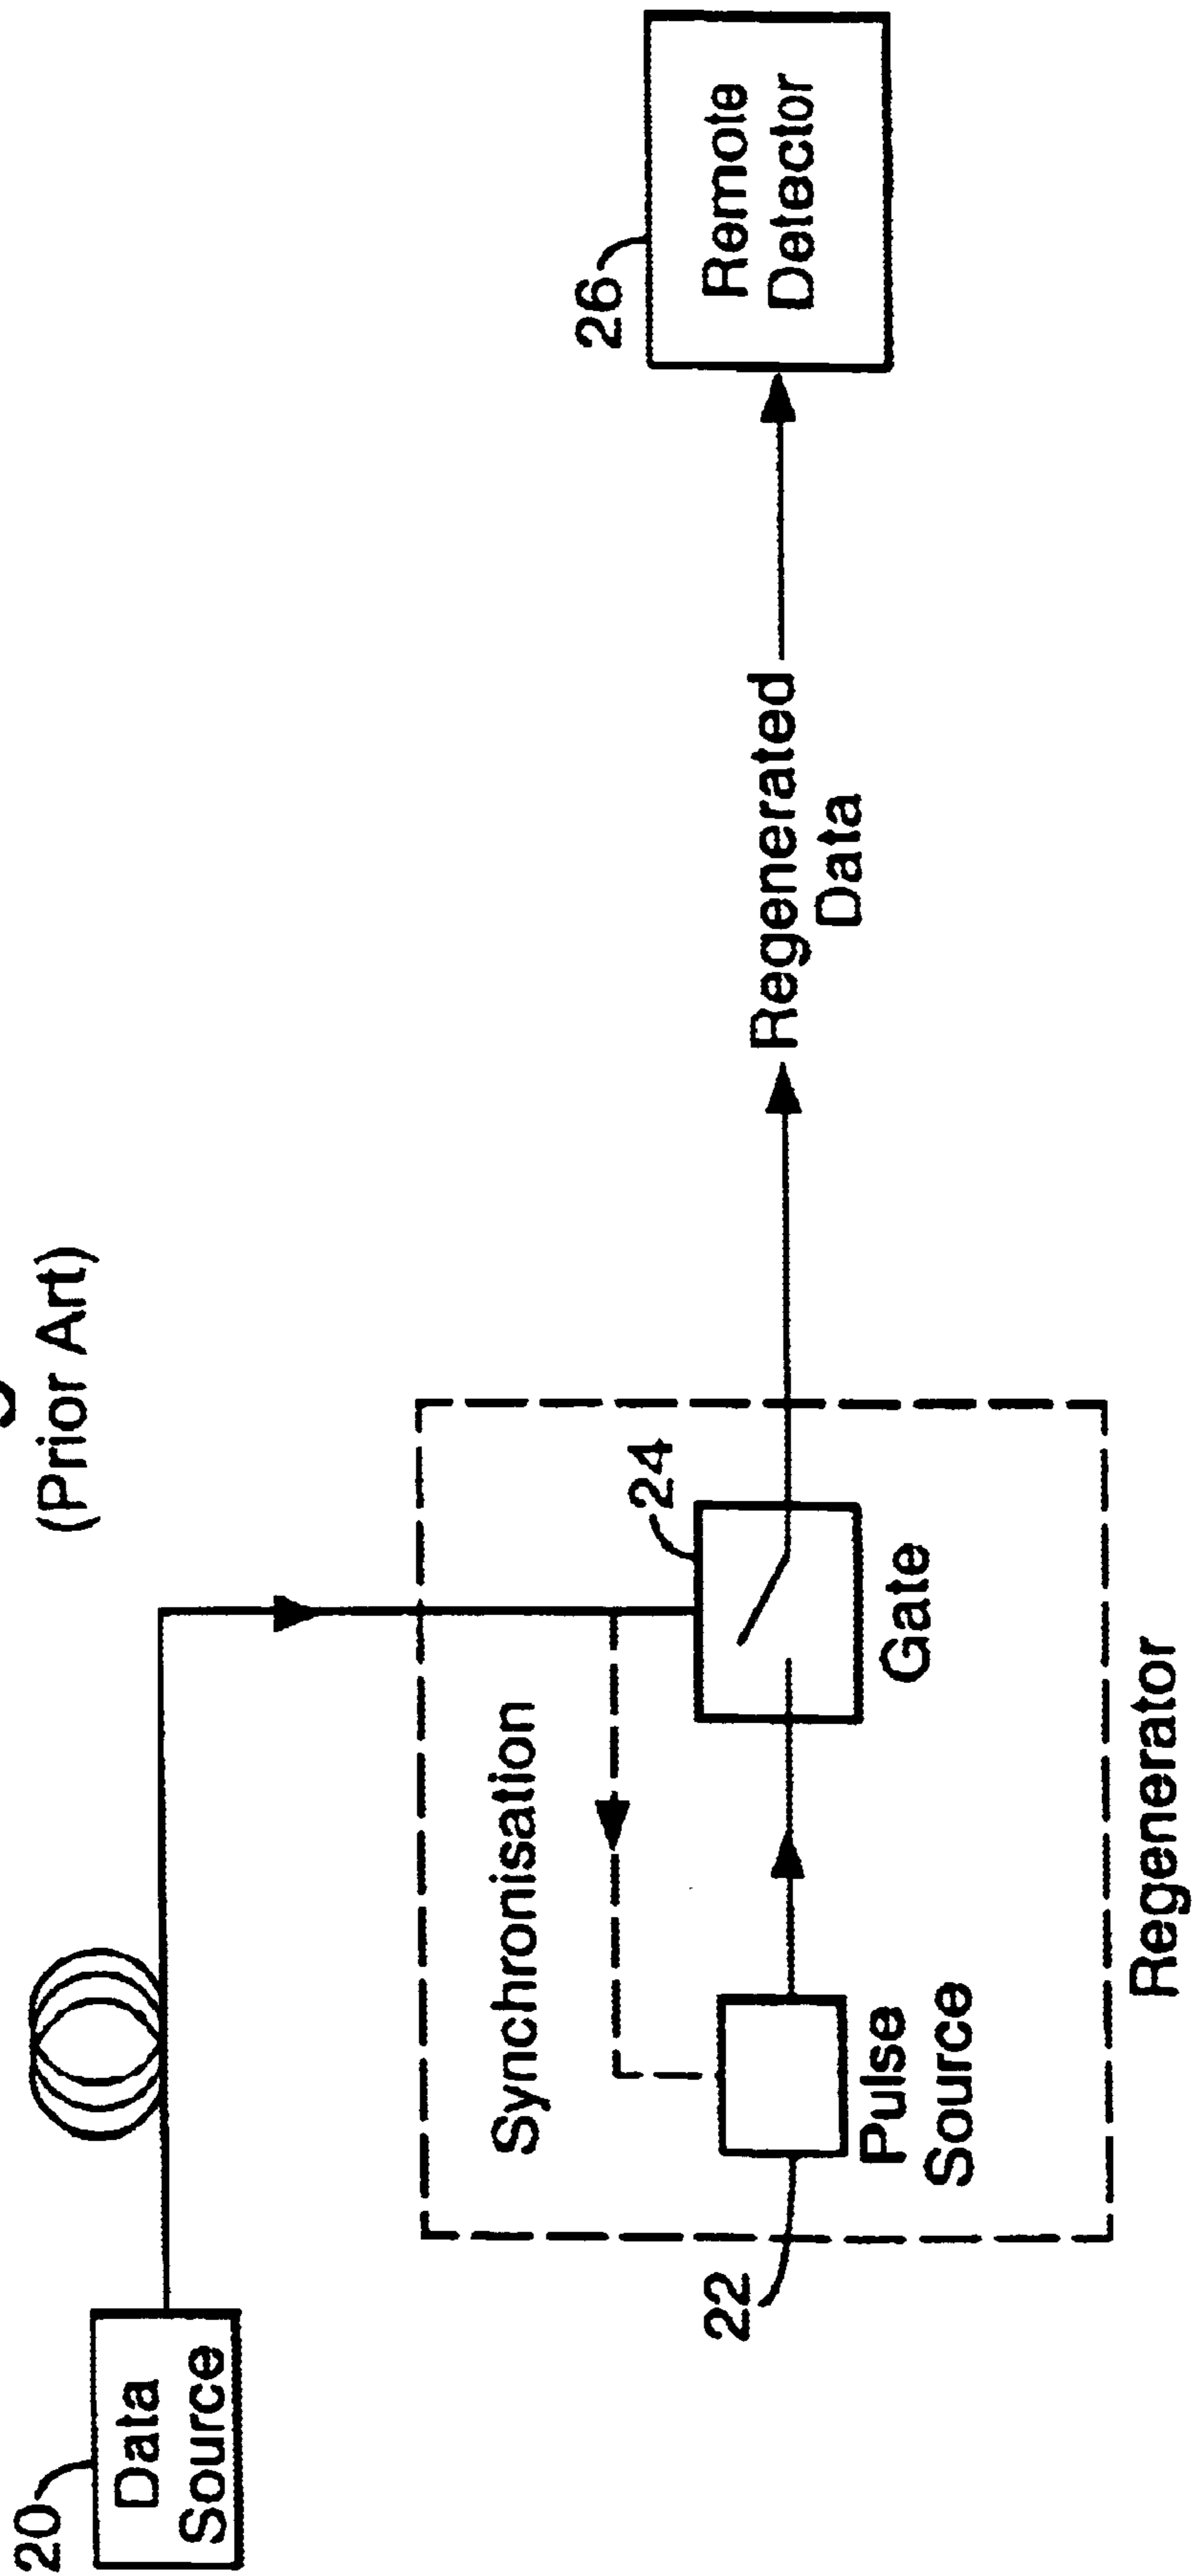 (Prior Art)
20
Data
Source
Synchronisation
24
Gate
22
Pulse
Source
Regenerator
Regenerated
Data
26
Remote
Detector